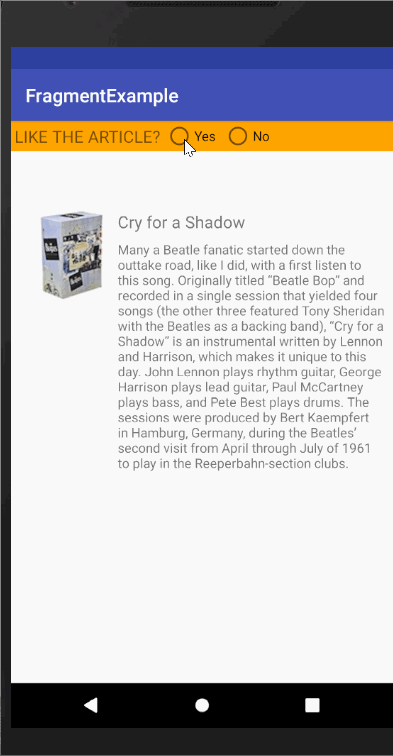 FragmentExample
LIKE THE ARTICLE? Yes No
Cry for a Shadow
Many a Beatle fanatic started down the
outtake road, like I did, with a first listen to
this song. Originally titled “Beatle Bop” and
recorded in a single session that yielded four
songs (the other three featured Tony Sheridan
with the Beatles as a backing band), “Cry for a
Shadow” is an instrumental written by Lennon
and Harrison, which makes it unique to this
day. John Lennon plays rhythm guitar, George
Harrison plays lead guitar, Paul McCartney
plays bass, and Pete Best plays drums. The
sessions were produced by Bert Kaempfert
in Hamburg, Germany, during the Beatles’
second visit from April through July of 1961
to play in the Reeperbahn-section clubs.